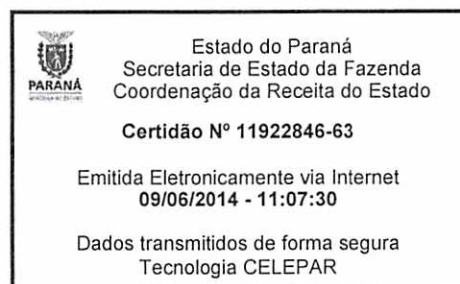 Estado do Paraná
Secretaria de Estado da Fazenda
Coordenação da Receita do Estado
PARANÁ
Certidão Nº 11922846-63
Emitida Eletronicamente via Internet
09/06/2014 - 11:07:30
Dados transmitidos de forma segura
Tecnologia CELEPAR